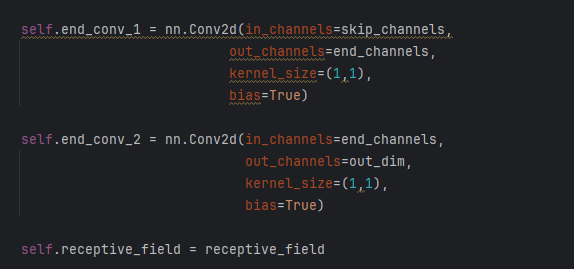 self.end_conv_1 = nn.Conv2d(in_channels=skip_channels,
out_channels=end_channels,
kernel_size=(1,1),
bias=True)
self.end_conv_2 = nn.Conv2d(in_channels=end_channels,
out_channels=out_dim,
kernel_size=(1,1),
bias=True)
self.receptive_field = receptive_field